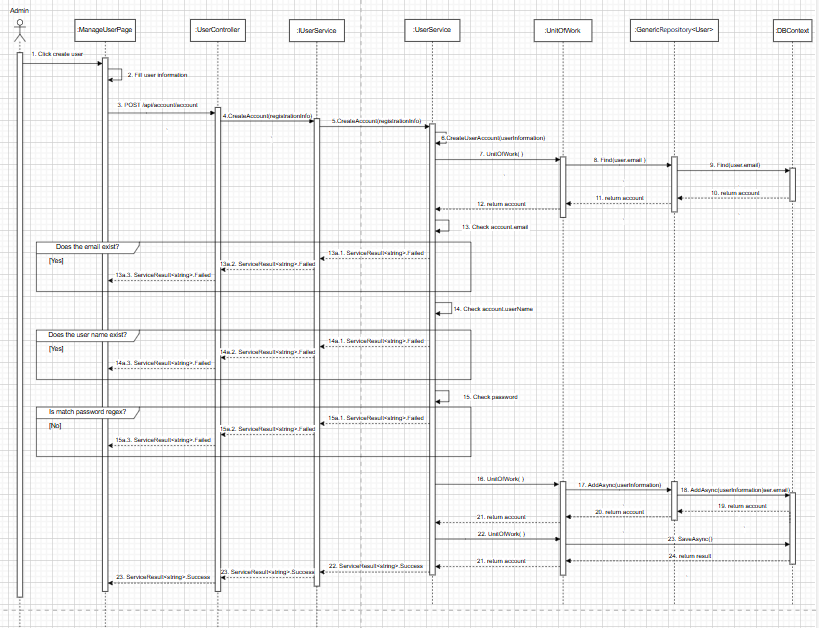 Admin
:ManageUserPage
:UserController
:IUserService
:UserService
:UnitOfWork
:GenericRepository<User>
:DBContext
1. Click create user
2. Fill user information
3. POST /api/account/account
4.CreateAccount(registrationInfo)
5.CreateAccount(registrationInfo)
6.CreateUserAccount(userInformation)
7. UnitOfWork( )
8. Find(user.email )
9. Find(user.email)
10. return account
11. return account
12. return account
13. Check account.email
Does the email exist?
[Yes]
13a.1. ServiceResult<string>.Failed
13a.2. ServiceResult<string>.Failed
13a.3. ServiceResult<string>.Failed
14. Check account.userName
Does the user name exist?
[Yes]
14a.1. ServiceResult<string>.Failed
14a.2. ServiceResult<string>.Failed
14a.3. ServiceResult<string>.Failed
15. Check password
Is match password regex?
[No]
15a.1. ServiceResult<string>.Failed
15a.2. ServiceResult<string>.Failed
15a.3. ServiceResult<string>.Failed
16. UnitOfWork( )
17. AddAsync(userInformation)
18. AddAsync(userInformation)ser.email)
19. return account
20. return account
21. return account
22. UnitOfWork( )
23. SaveAsync()
24. return result
21. return account
22. ServiceResult<string>.Success
23. ServiceResult<string>.Success
23. ServiceResult<string>.Success